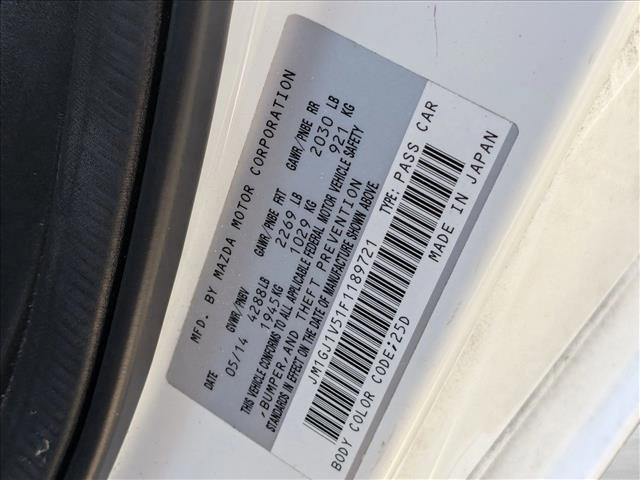 MFD. BY MAZDA MOTOR CORPORATION
DATE GVWR/PNBV GAWR/PNBE FRT GAWR/PNBE RR
05/14 4288LB 2269 LB 2030 LB
1945KG 1029 KG 921 KG
THIS VEHICLE CONFORMS TO ALL APPLICABLE FEDERAL MOTOR VEHICLE SAFETY
,BUMPER,AND THEFT PREVENTION
STANDARDS IN EFFECT ON THE DATE OF MANUFACTURE SHOWN ABOVE
JM1GJ1V51F1189721 TYPE: PASS CAR
BODY COLOR CODE:25D MADE IN JAPAN